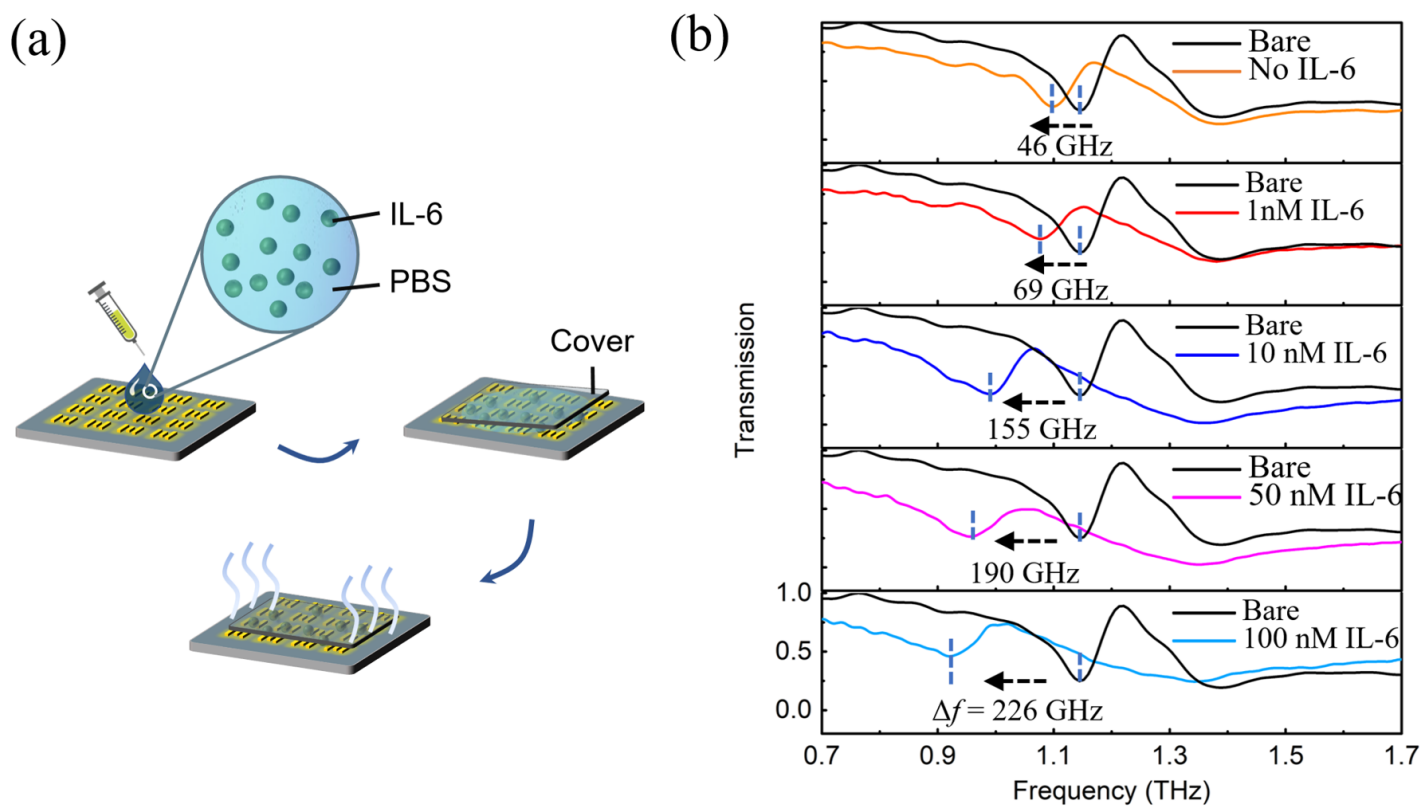 (a)
IL-6
PBS
Cover
(b)
Transmission
Bare
No IL-6
46 GHz
Bare
1nM IL-6
69 GHz
Bare
10 nM IL-6
155 GHz
Bare
50 nM IL-6
190 GHz
1.0
0.5
0.0
Bare
100 nM IL-6
Δf = 226 GHz
0.7 0.9 1.1 1.3 1.5 1.7
Frequency (THz)